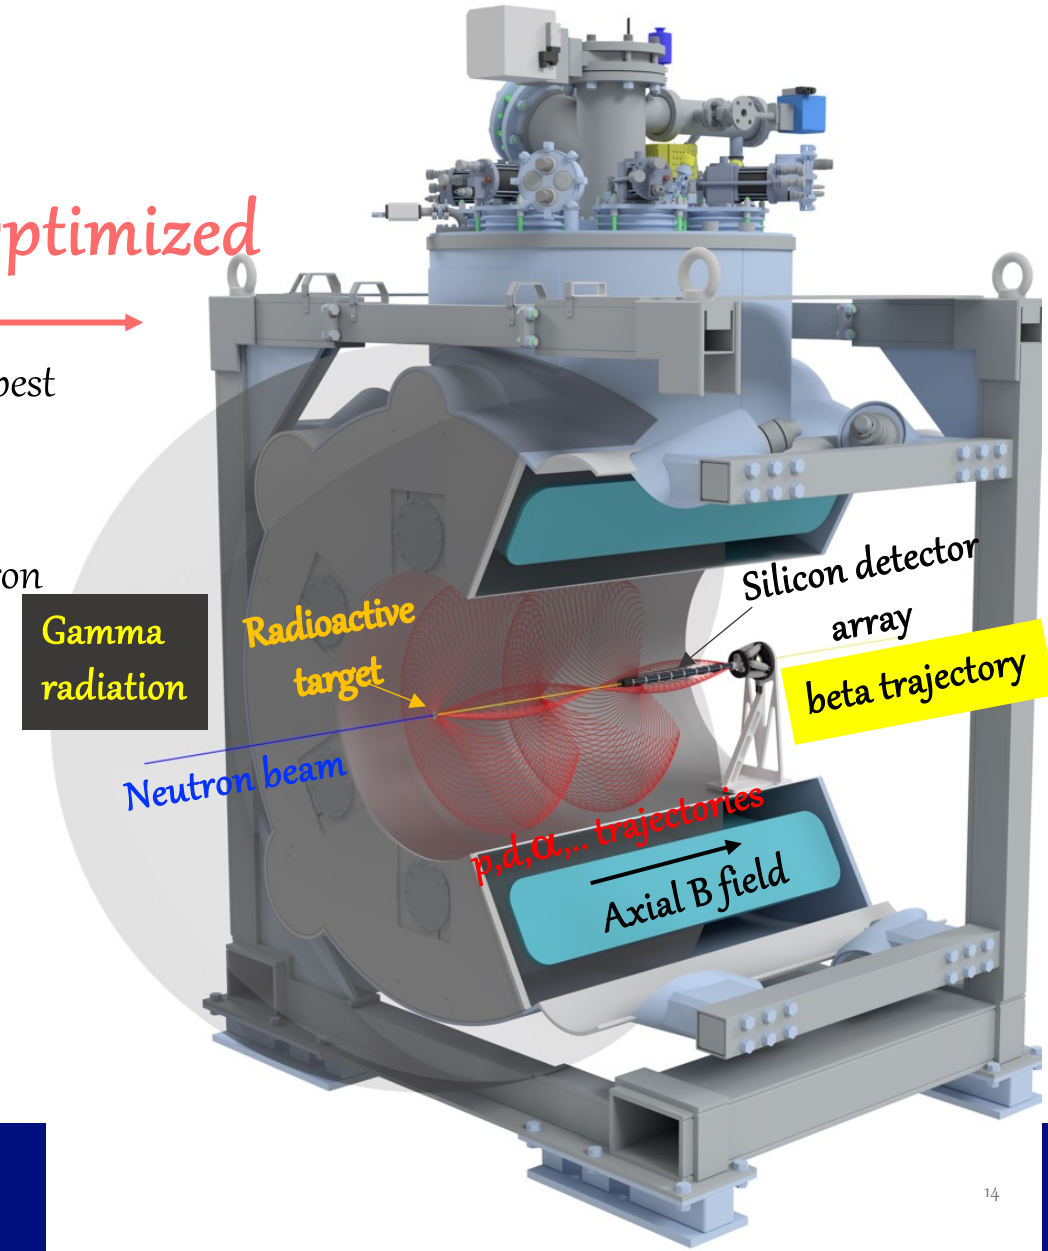 ptimized
best
on
Gamma
radiation
Radioactive
target
Silicon detector
array
beta trajectory
Neutron beam
p,d,α,.. trajectories
Axial B field
14